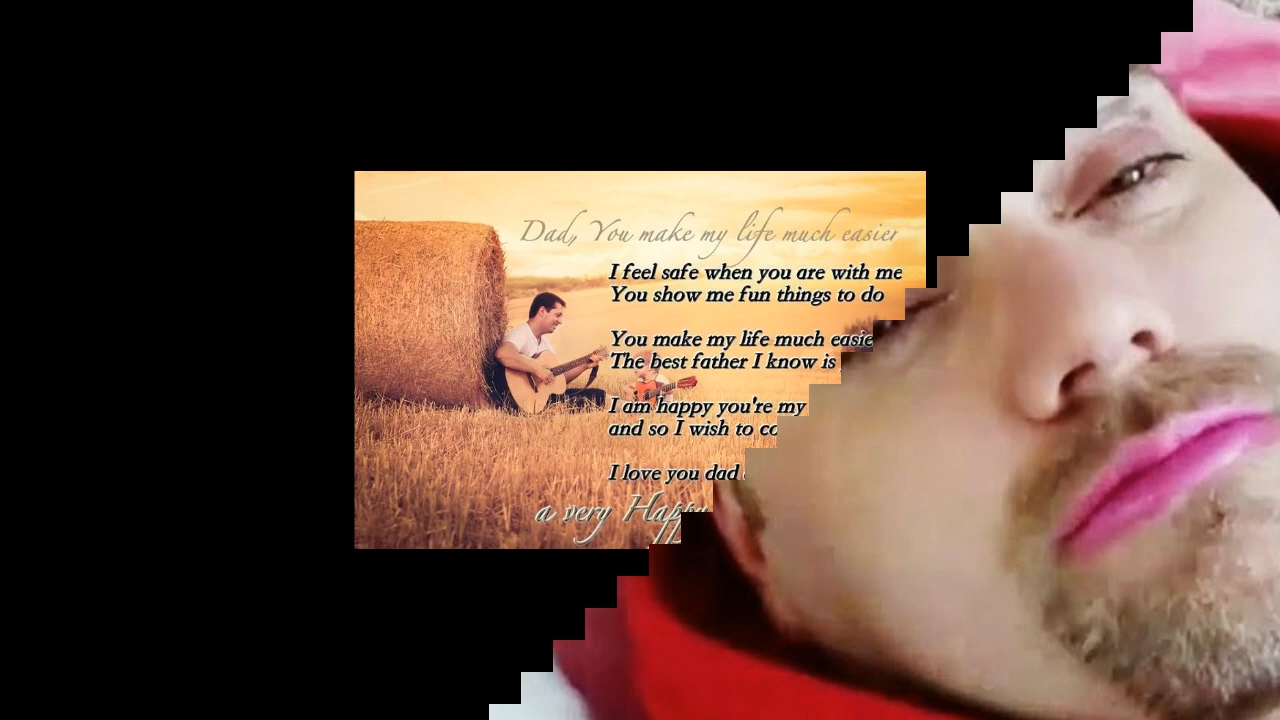 Dad, You make my life much easier
I feel safe when you are with me
You show me fun things to do
You make my life much easie
The best father I know is
I am happy you're my
and so I wish to co
I love you dad
a very Happy